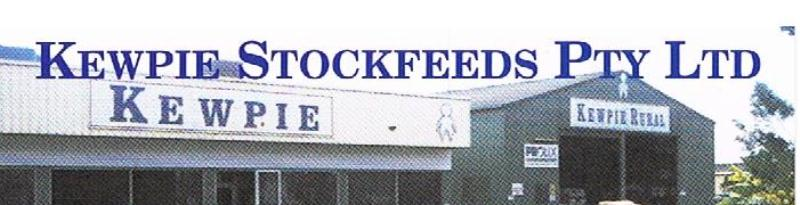 KEWPIE STOCKFEEDS PTY LTD
KEWPIE
KEWPIE RURAL